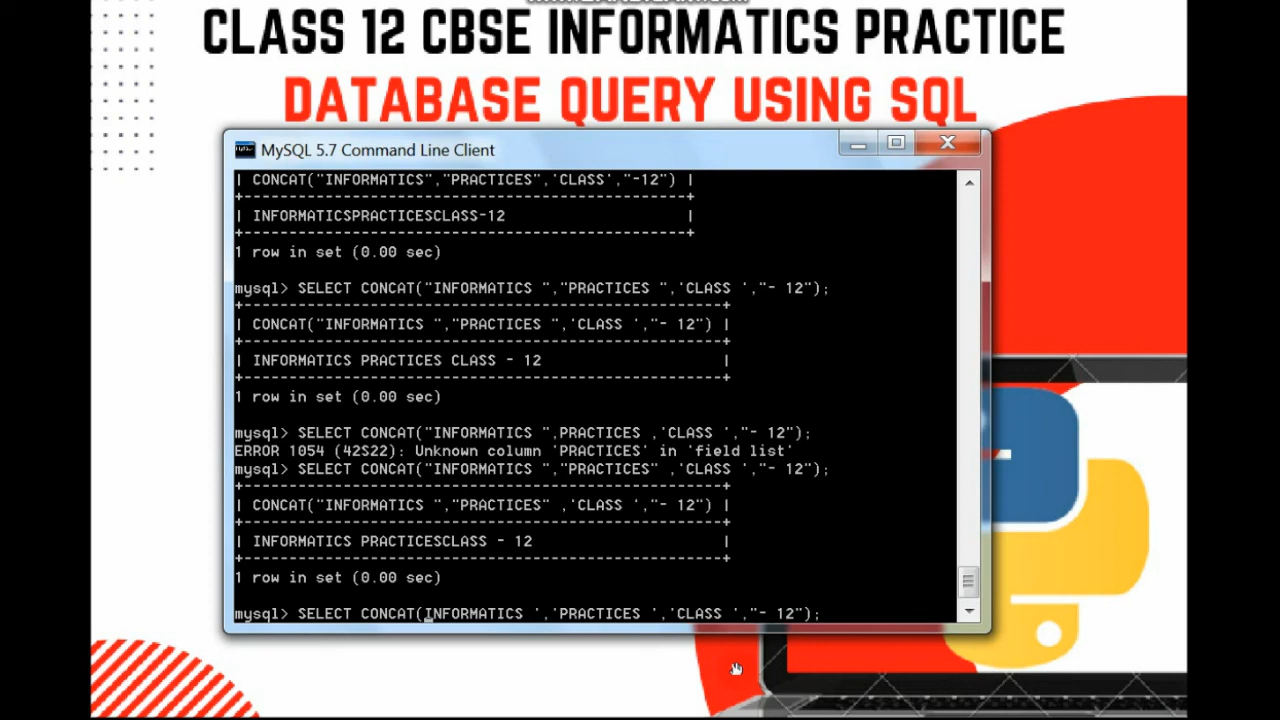 CLASS 12 CBSE INFORMATICS PRACTICE
DATABASE QUERY USING SQL
MySQL 5.7 Command Line Client
| CONCAT("INFORMATICS","PRACTICES",'CLASS',"-12") |
+--------------------------------------------------+
| INFORMATICSPRACTICESCLASS-12                     |
+--------------------------------------------------+
1 row in set (0.00 sec)
mysql> SELECT CONCAT("INFORMATICS ","PRACTICES ",'CLASS ',"- 12");
+------------------------------------------------------+
| CONCAT("INFORMATICS ","PRACTICES ",'CLASS ',"- 12") |
+------------------------------------------------------+
| INFORMATICS PRACTICES CLASS - 12                     |
+------------------------------------------------------+
1 row in set (0.00 sec)
mysql> SELECT CONCAT("INFORMATICS ",PRACTICES ,'CLASS ',"- 12");
ERROR 1054 (42S22): Unknown column 'PRACTICES' in 'field list'
mysql> SELECT CONCAT("INFORMATICS ","PRACTICES" ,'CLASS ',"- 12");
+------------------------------------------------------+
| CONCAT("INFORMATICS ","PRACTICES" ,'CLASS ',"- 12") |
+------------------------------------------------------+
| INFORMATICS PRACTICESCLASS - 12                      |
+------------------------------------------------------+
1 row in set (0.00 sec)
mysql> SELECT CONCAT(INFORMATICS ','PRACTICES ','CLASS ',"- 12");